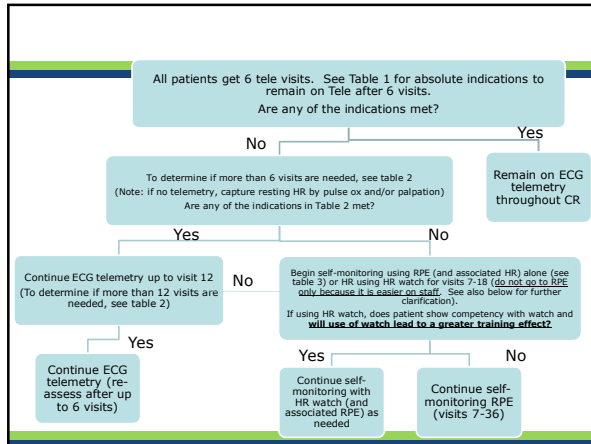 All patients get 6 tele visits. See Table 1 for absolute indications to
remain on Tele after 6 visits.
Are any of the indications met?
No
Yes
To determine if more than 6 visits are needed, see table 2
(Note: if no telemetry, capture resting HR by pulse ox and/or palpation)
Are any of the indications in Table 2 met?
Remain on ECG
telemetry
throughout CR
Yes
No
Continue ECG telemetry up to visit 12
(To determine if more than 12 visits are
needed, see table 2)
No
Begin self-monitoring using RPE (and associated HR) alone (see
table 3) or HR using HR watch for visits 7-18 (do not go to RPE
only because it is easier on staff. See also below for further
clarification).
If using HR watch, does patient show competency with watch and
will use of watch lead to a greater training effect?
Yes
Yes
No
Continue ECG
telemetry (re-
assess after up
to 6 visits)
Continue self-
monitoring with
HR watch (and
associated RPE) as
needed
Continue self-
monitoring RPE
(visits 7-36)